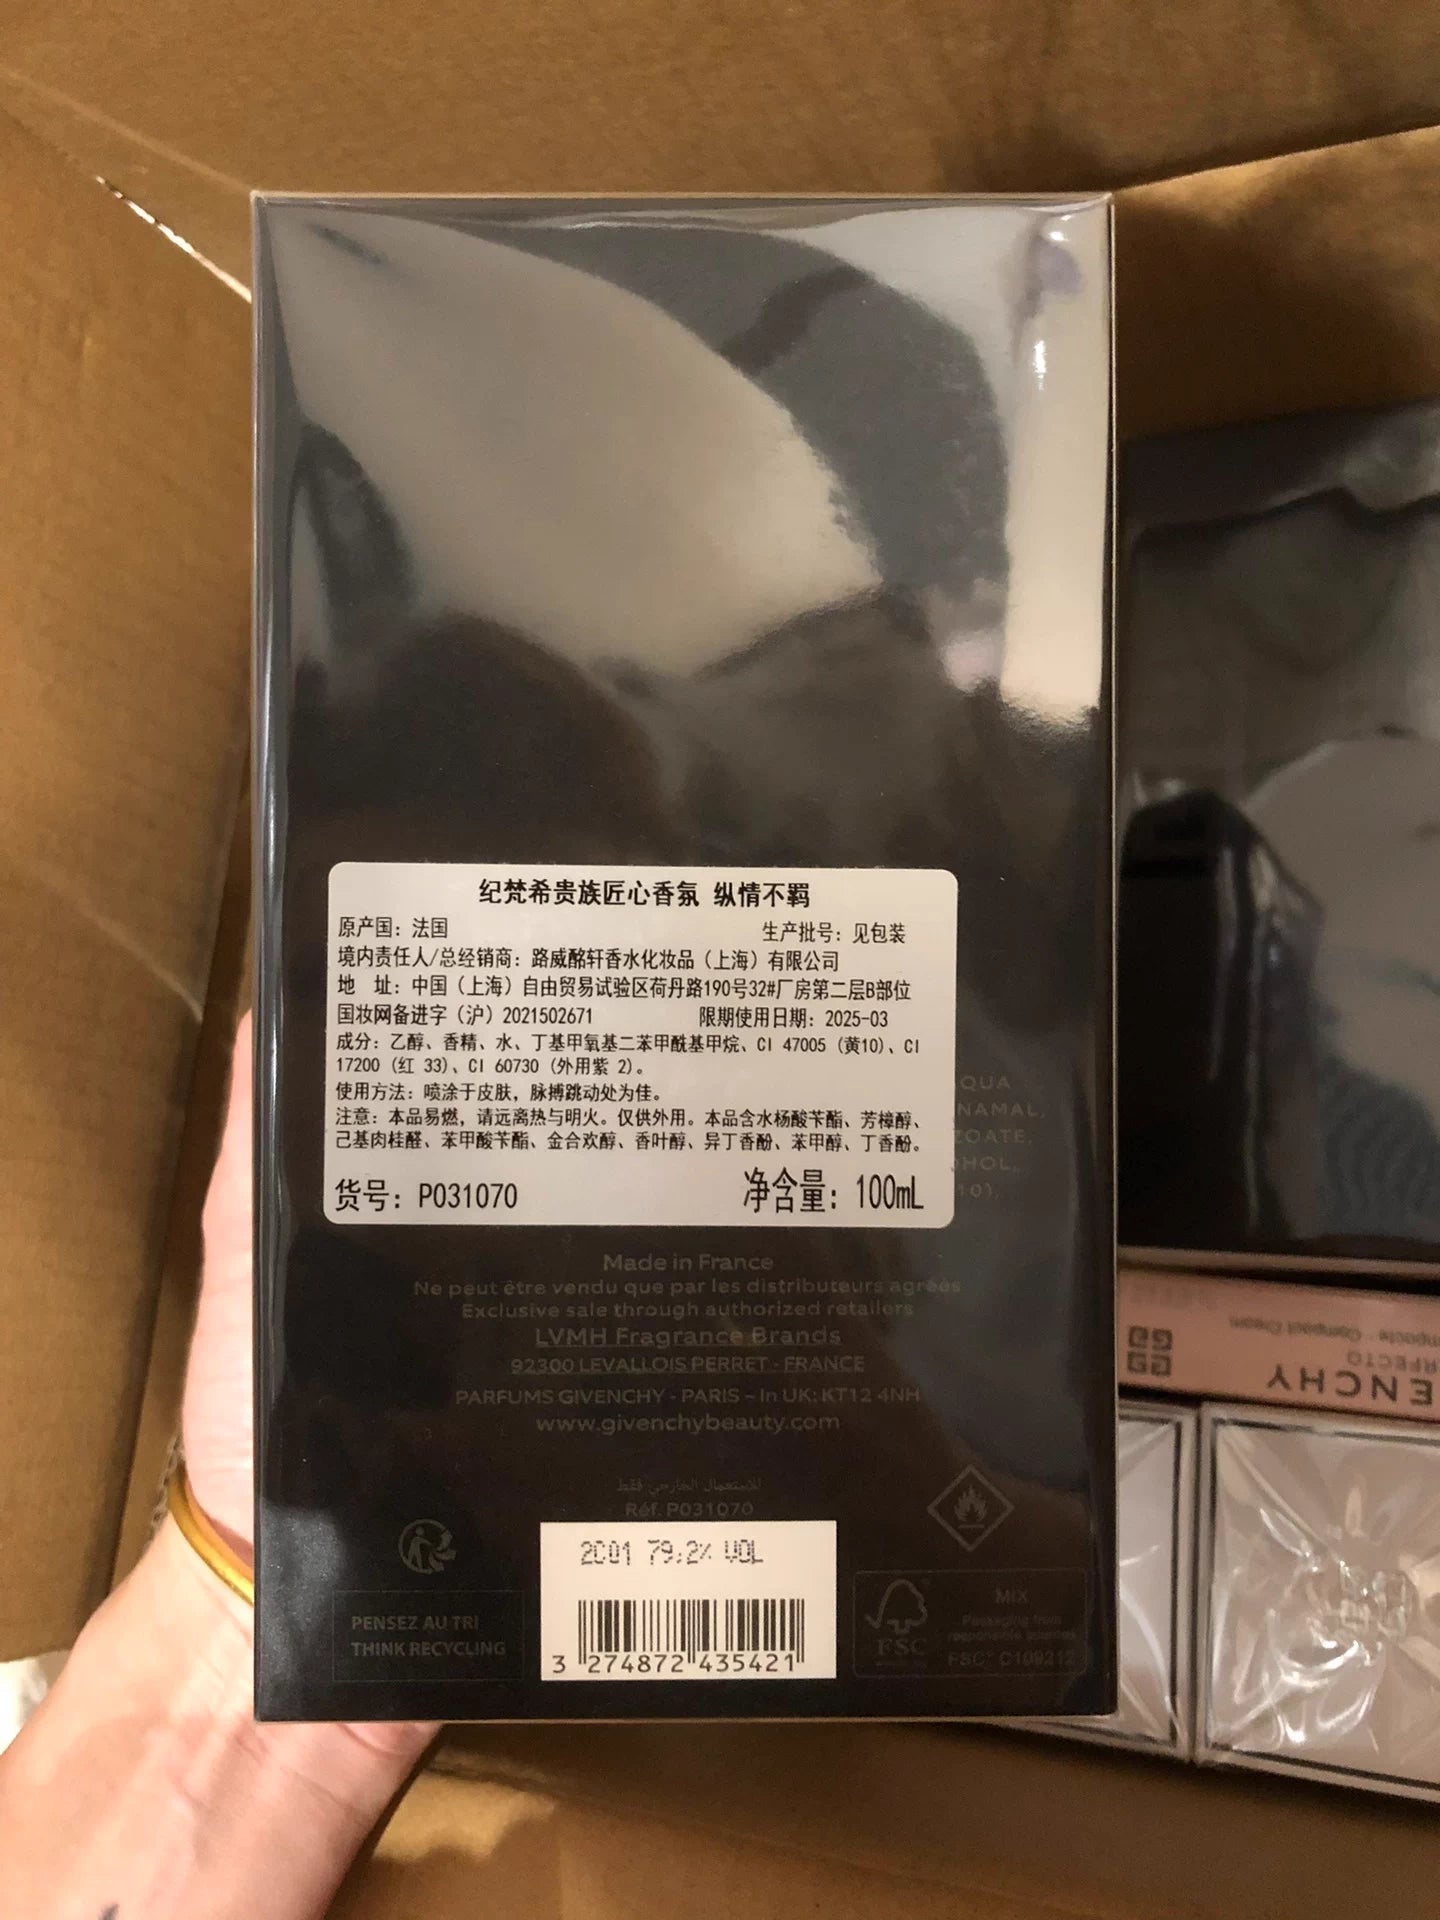 纪梵希贵族匠心香氛 纵情不羁
原产国：法国 生产批号：见包装
境内责任人/总经销商：路威酩轩香水化妆品（上海）有限公司
地 址：中国（上海）自由贸易试验区荷丹路190号32#厂房第二层B部位
国妆网备进字（沪）2021502671 限期使用日期：2025-03
成分：乙醇、香精、水、丁基甲氧基二苯甲酰基甲烷、CI 47005 (黄10)、CI
17200 (红 33)、CI 60730 (外用紫 2)。
使用方法：喷涂于皮肤，脉搏跳动处为佳。
注意：本品易燃，请远离热与明火。仅供外用。本品含水杨酸苄酯、芳樟醇、
己基肉桂醛、苯甲酸苄酯、金合欢醇、香叶醇、异丁香酚、苯甲醇、丁香酚。
货号：P031070 净含量：100mL
Made in France
Ne peut être vendu que par les distributeurs agréés
Exclusive sale through authorized retailers
LVMH Fragrance Brands
92300 LEVALLOIS PERRET - FRANCE
PARFUMS GIVENCHY - PARIS - In UK: KT12 4NH
www.givenchybeauty.com
للاستعمال الخارجي فقط
Réf. P031070
2C01 79.2% VOL
3 274872 435421
PENSEZ AU TRI
THINK RECYCLING
FSC
MIX
Packaging from
responsible sources
FSC® C109212
Compact Cream